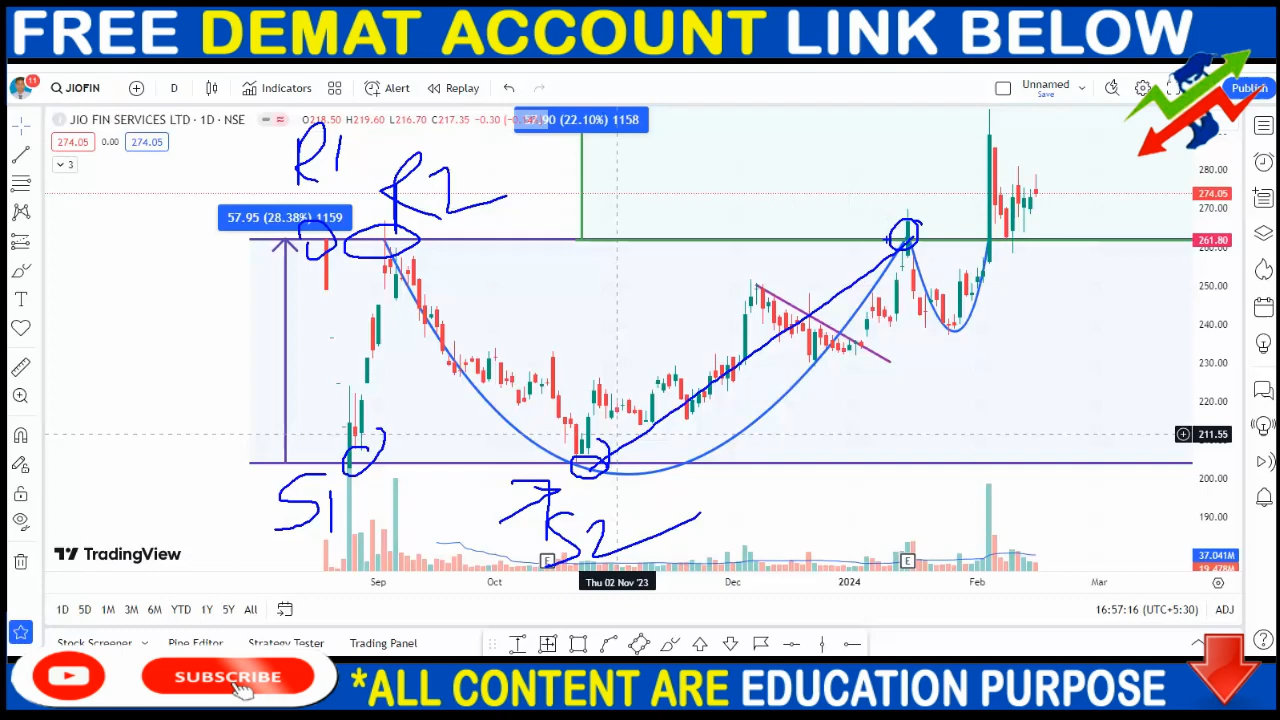 FREE DEMAT ACCOUNT LINK BELOW
11
JIOFIN
D
Indicators
Alert
Replay
Unnamed
Save
Publish
JIO FIN SERVICES LTD · 1D · NSE
O218.50 H219.60 L216.70 C217.35 -0.30
.90 (22.10%) 1158
274.05 0.00 274.05
3
R1
R2
57.95 (28.38%) 1159
S1
S2
280.00
274.05
270.00
261.80
250.00
240.00
230.00
220.00
211.55
200.00
190.00
37.041M
19.478M
TradingView
E
E
Sep
Oct
Thu 02 Nov '23
Dec
2024
Feb
Mar
1D 5D 1M 3M 6M YTD 1Y 5Y All
16:57:16 (UTC+5:30) ADJ
Stock Screener
Pine Editor
Strategy Tester
Trading Panel
SUBSCRIBE
*ALL CONTENT ARE EDUCATION PURPOSE